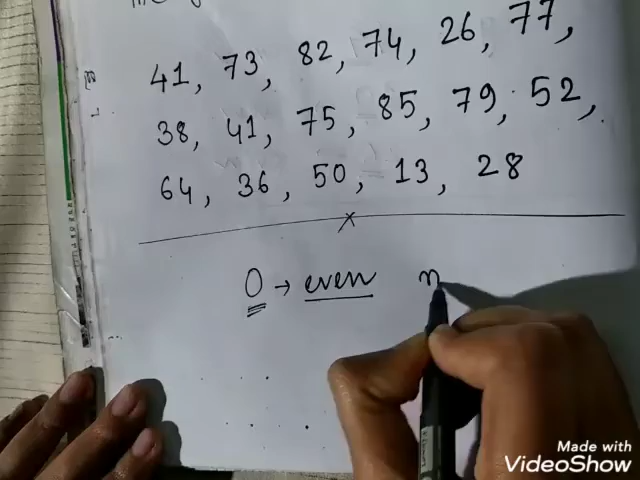 41, 73, 82, 74, 26, 77,
38, 41, 75, 85, 79, 52,
64, 36, 50, 13, 28
0 → even n
Made with
VideoShow